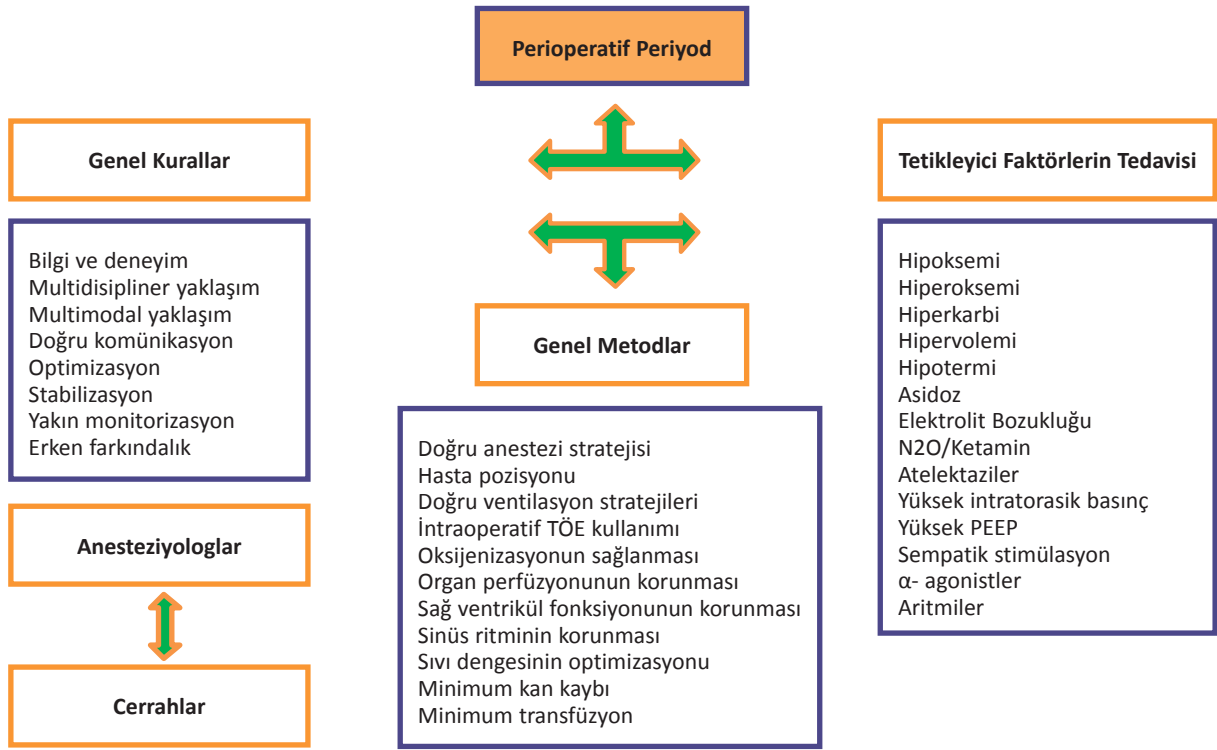 Perioperatif Periyod
Genel Kurallar
Bilgi ve deneyim
Multidisipliner yaklaşım
Multimodal yaklaşım
Doğru komünikasyon
Optimizasyon
Stabilizasyon
Yakın monitorizasyon
Erken farkındalık
Anesteziyologlar
Cerrahlar
Genel Metodlar
Doğru anestezi stratejisi
Hasta pozisyonu
Doğru ventilasyon stratejileri
İntraoperatif TÖE kullanımı
Oksijenizasyonun sağlanması
Organ perfüzyonunun korunması
Sağ ventrikül fonksiyonunun korunması
Sinüs ritminin korunması
Sıvı dengesinin optimizasyonu
Minimum kan kaybı
Minimum transfüzyon
Tetikleyici Faktörlerin Tedavisi
Hipoksemi
Hiperoksemi
Hiperkarbi
Hipervolemi
Hipotermi
Asidoz
Elektrolit Bozukluğu
N2O/Ketamin
Atelektaziler
Yüksek intratorasik basınç
Yüksek PEEP
Sempatik stimülasyon
α- agonistler
Aritmiler